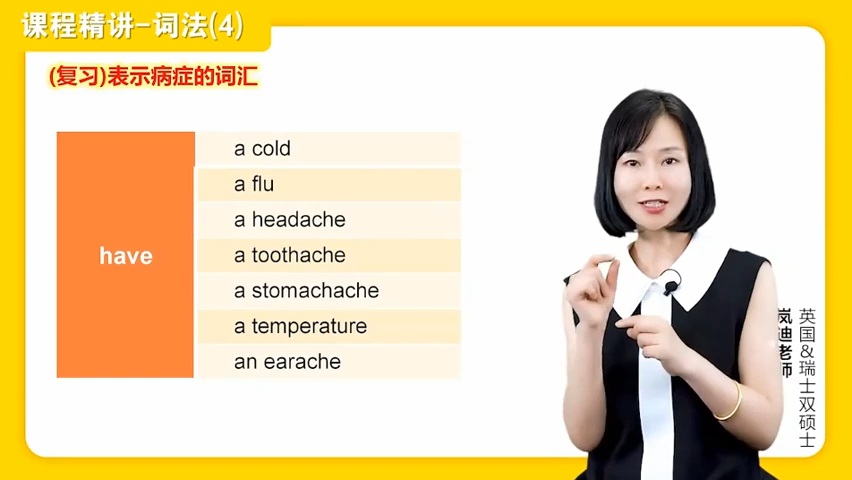 课程精讲-词法(4)
(复习)表示病症的词汇
have
a cold
a flu
a headache
a toothache
a stomachache
a temperature
an earache
英国&瑞士双硕士
岚迪老师